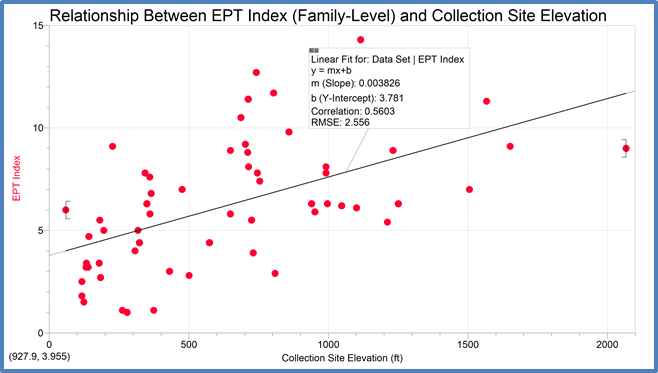 Relationship Between EPT Index (Family-Level) and Collection Site Elevation
15
Linear Fit for: Data Set | EPT Index
y = mx+b
m (Slope): 0.003826
b (Y-Intercept): 3.781
Correlation: 0.5603
RMSE: 2.556
10
EPT Index
5
0
0
500
1000
1500
2000
(927.9, 3.955)
Collection Site Elevation (ft)